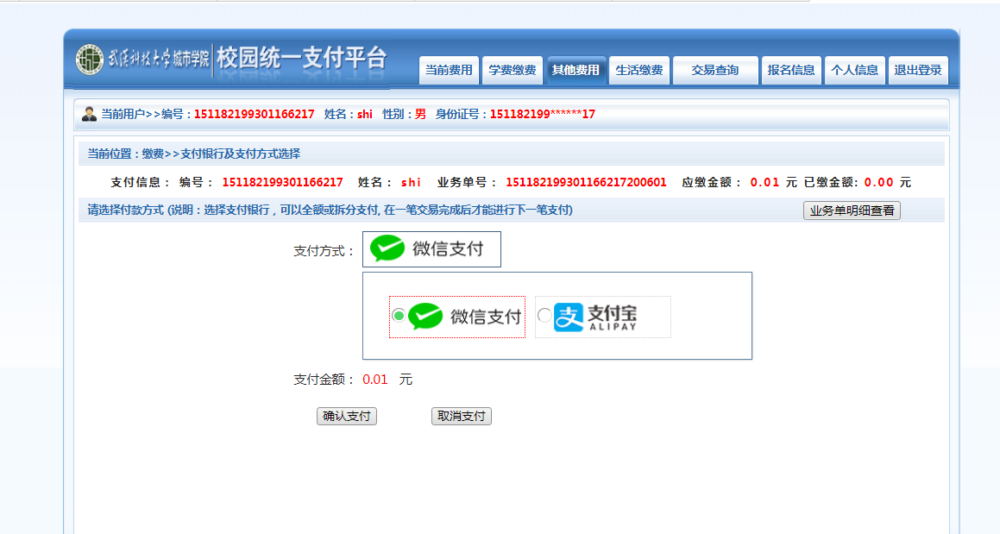 武汉科技大学城市学院 校园统一支付平台
当前费用 学费缴费 其他费用 生活缴费 交易查询 报名信息 个人信息 退出登录
当前用户>>编号：151182199301166217 姓名：shi 性别：男 身份证号：151182199******17
当前位置：缴费>>支付银行及支付方式选择
支付信息： 编号： 151182199301166217 姓名： shi 业务单号： 151182199301166217200601 应缴金额： 0.01 元 已缴金额: 0.00 元
请选择付款方式 (说明：选择支付银行，可以全额或拆分支付, 在一笔交易完成后才能进行下一笔支付) 业务单明细查看
支付方式： 微信支付
微信支付 支付宝
ALIPAY
支付金额： 0.01 元
确认支付 取消支付